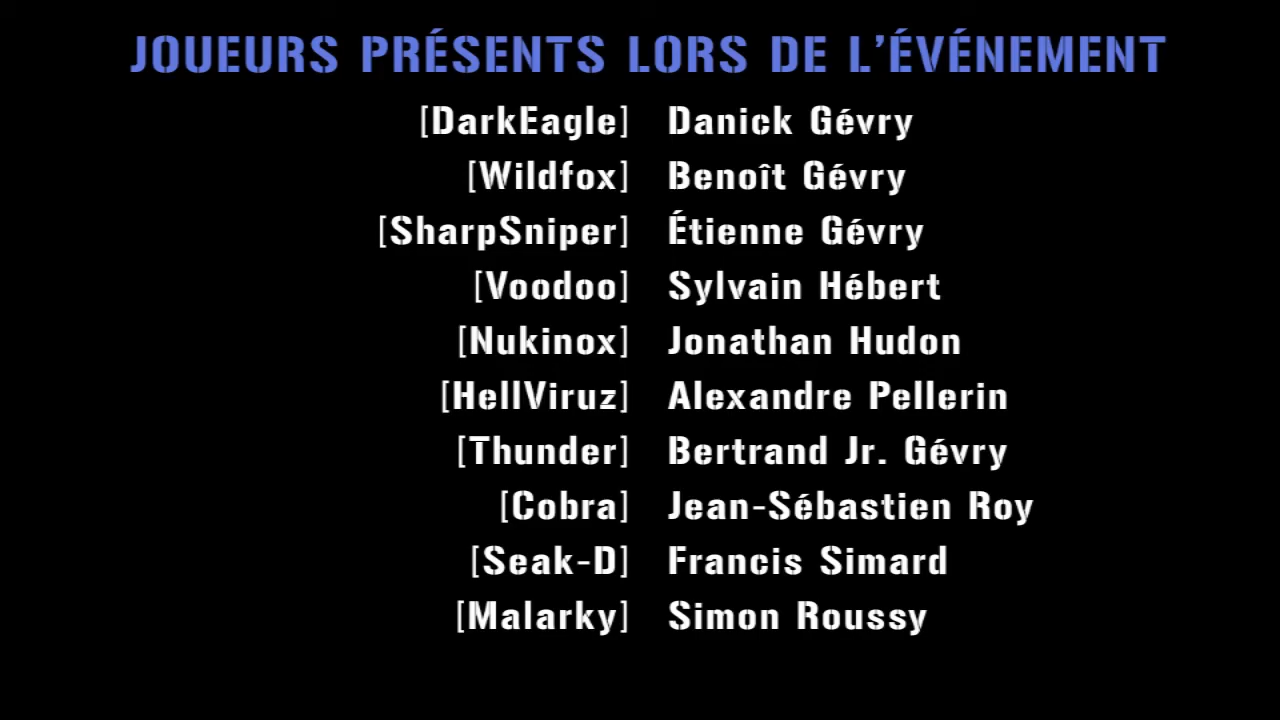 JOUEURS PRÉSENTS LORS DE L’ÉVÉNEMENT
[DarkEagle] Danick Gévry
[Wildfox] Benoît Gévry
[SharpSniper] Étienne Gévry
[Voodoo] Sylvain Hébert
[Nukinox] Jonathan Hudon
[HellViruz] Alexandre Pellerin
[Thunder] Bertrand Jr. Gévry
[Cobra] Jean-Sébastien Roy
[Seak-D] Francis Simard
[Malarky] Simon Roussy